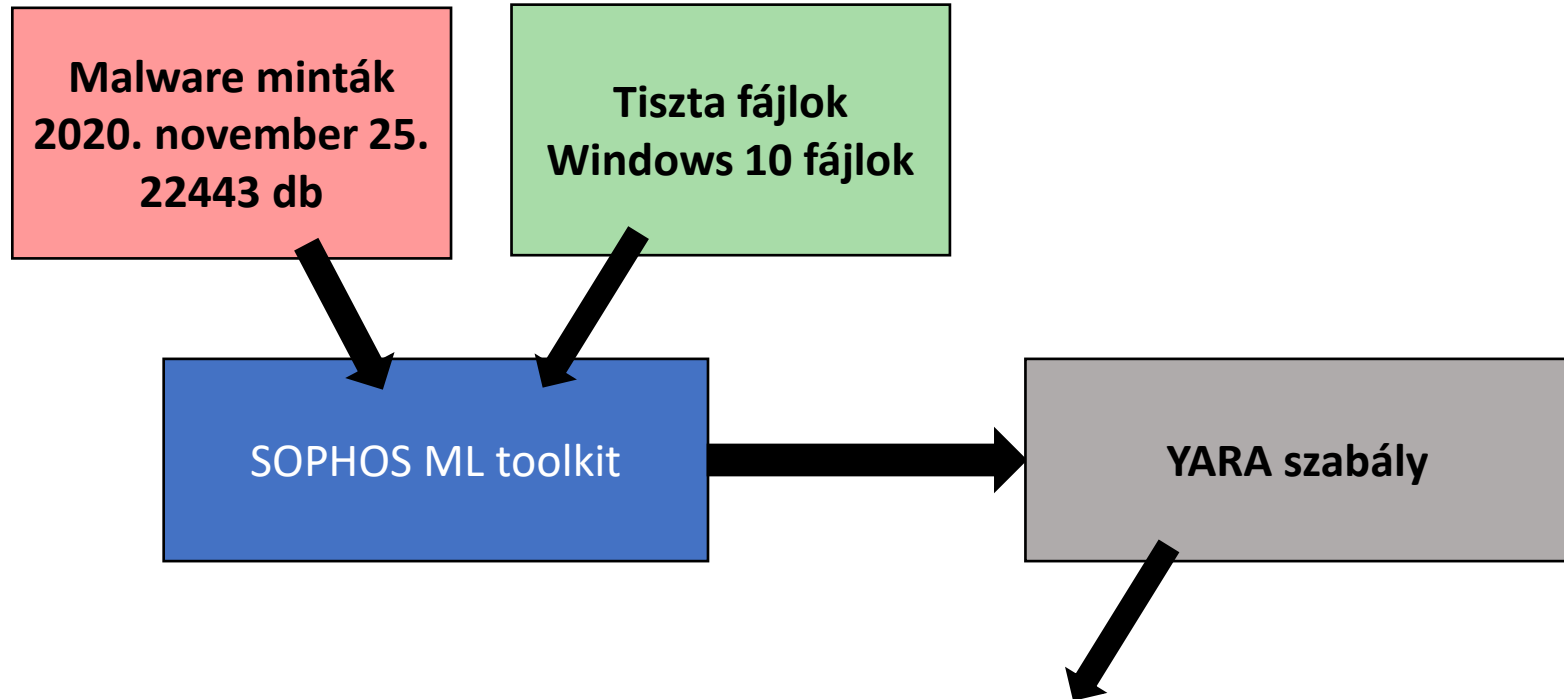 Malware minták
2020. november 25.
22443 db
Tiszta fájlok
Windows 10 fájlok
SOPHOS ML toolkit
YARA szabály